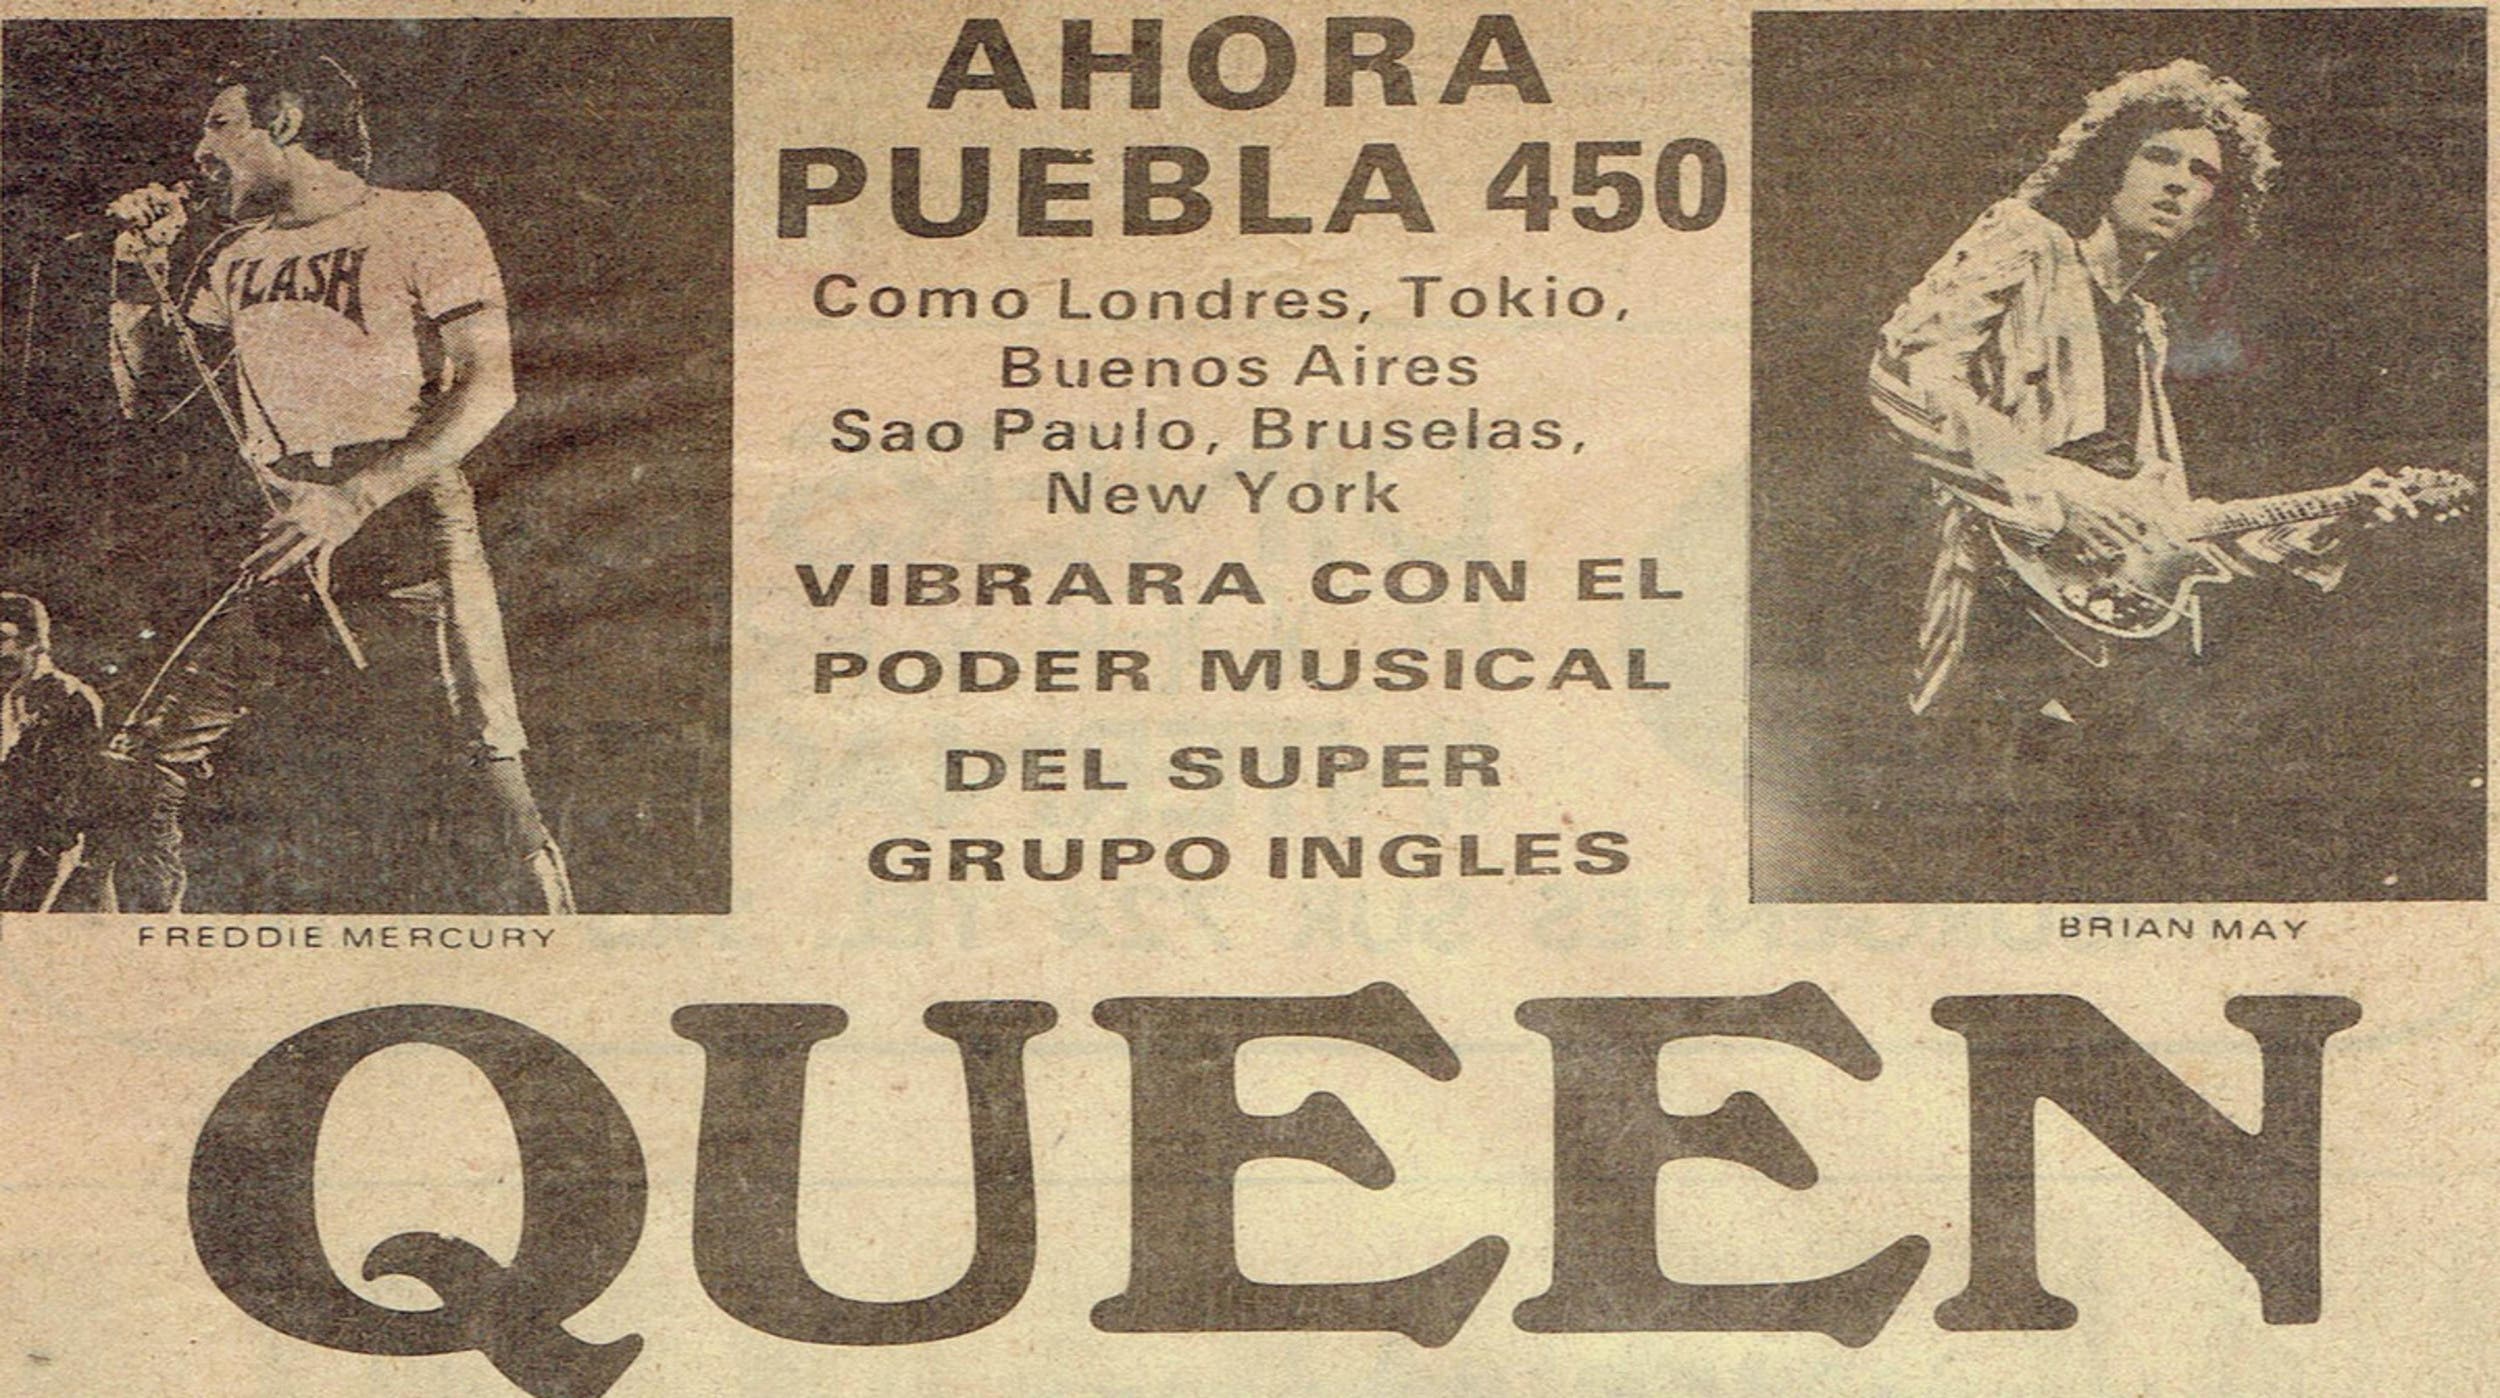 AHORA
PUEBLA 450
Como Londres, Tokio,
Buenos Aires
Sao Paulo, Bruselas,
New York
VIBRARA CON EL
PODER MUSICAL
DEL SUPER
GRUPO INGLES
FLASH
FREDDIE MERCURY
BRIAN MAY
QUEEN